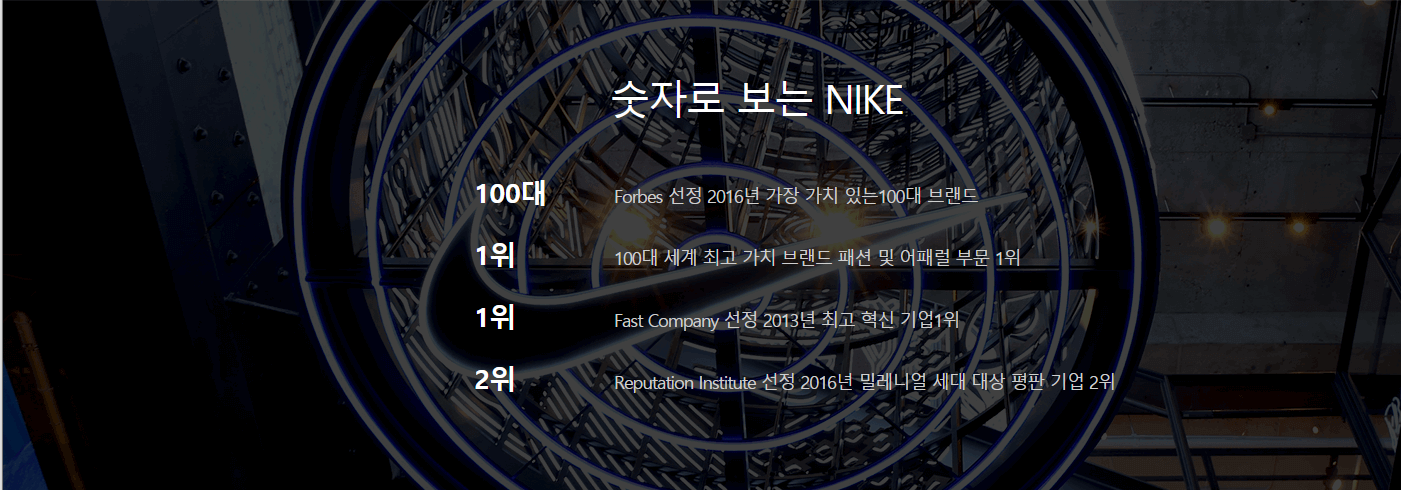 숫자로 보는 NIKE
100대 Forbes 선정 2016년 가장 가치 있는100대 브랜드
1위 100대 세계 최고 가치 브랜드 패션 및 어패럴 부문 1위
1위 Fast Company 선정 2013년 최고 혁신 기업1위
2위 Reputation Institute 선정 2016년 밀레니얼 세대 대상 평판 기업 2위